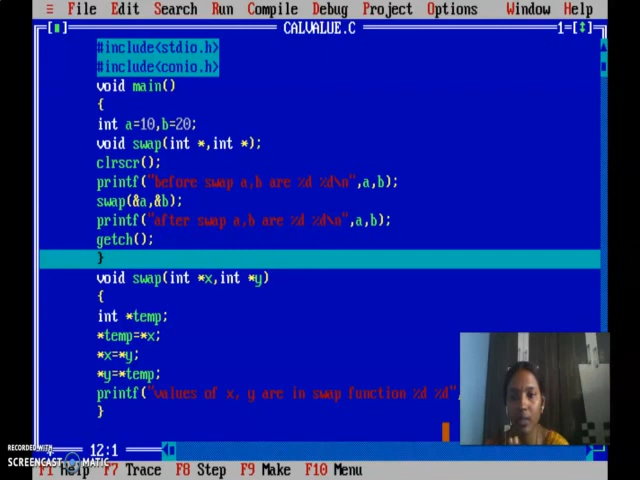 ≡ File Edit Search Run Compile Debug Project Options Window Help
CALVALUE.C 1=[↕]
#include<stdio.h>
#include<conio.h>
void main()
{
int a=10,b=20;
void swap(int *,int *);
clrscr();
printf("before swap a,b are %d %d\n",a,b);
swap(&a,&b);
printf("after swap a,b are %d %d\n",a,b);
getch();
}
void swap(int *x,int *y)
{
int *temp;
*temp=*x;
*x=*y;
*y=*temp;
printf("values of x, y are in swap function %d %d",
}
12:1
F1 Help F7 Trace F8 Step F9 Make F10 Menu
RECORDED WITH
SCREENCAST MATIC